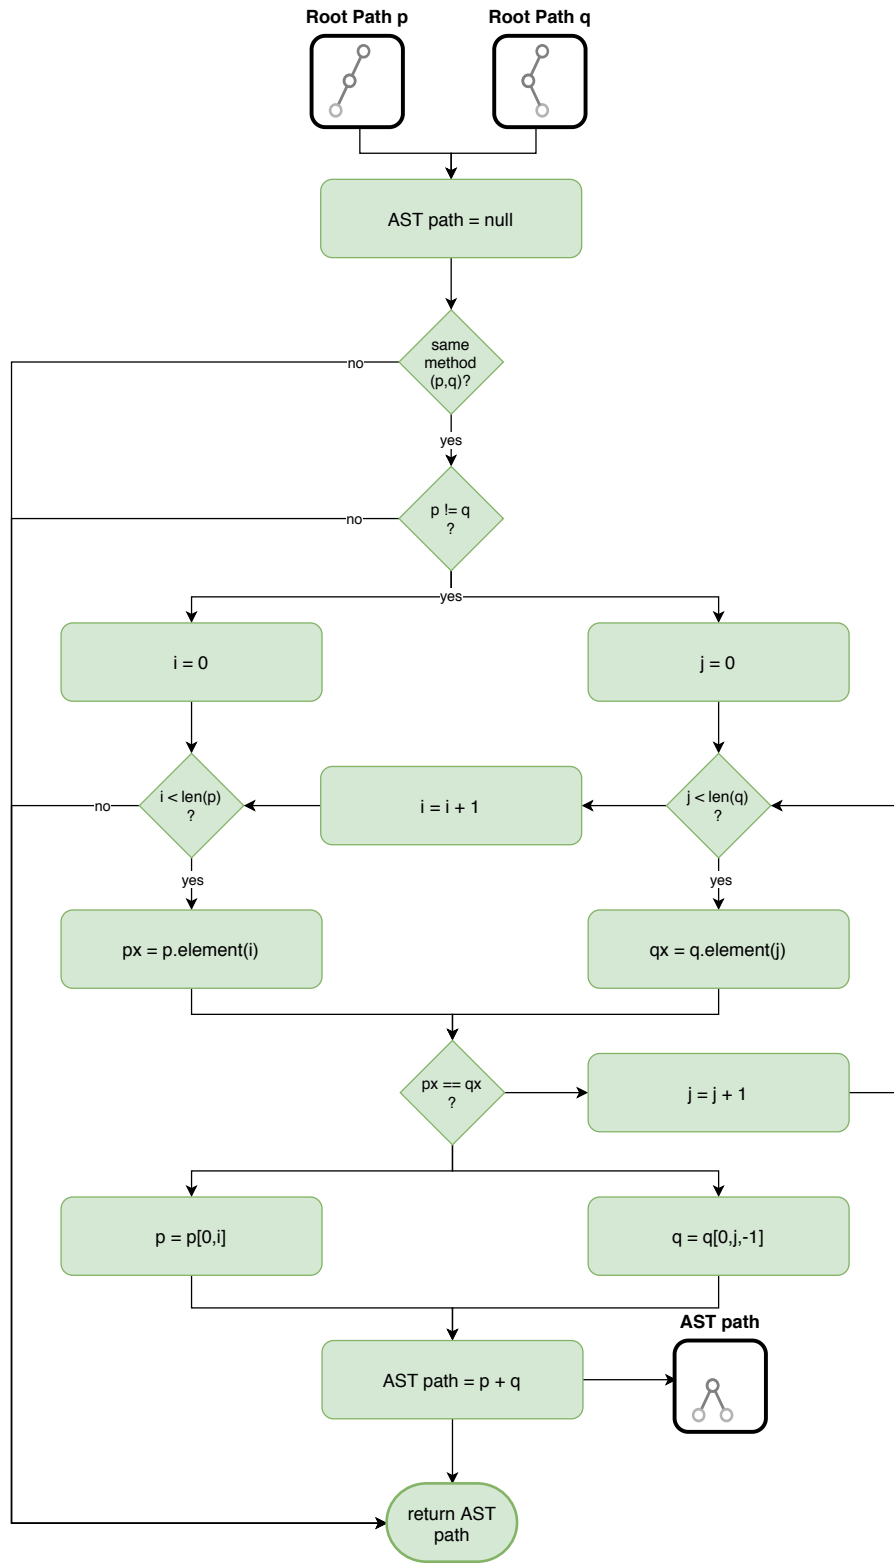 Root Path p
Root Path q
AST path = null
same
method
(p,q)?
no
yes
p != q
?
no
yes
i = 0
j = 0
i < len(p)
?
no
i = i + 1
j < len(q)
?
yes
yes
px = p.element(i)
qx = q.element(j)
px == qx
?
j = j + 1
p = p[0,i]
q = q[0,j,-1]
AST path
AST path = p + q
return AST
path